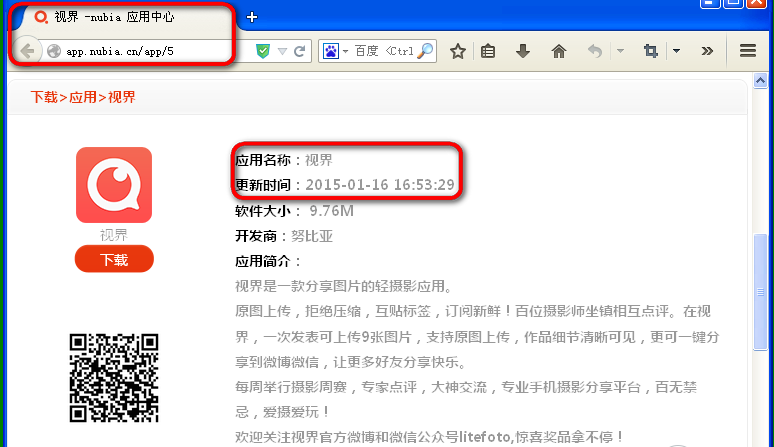 视界 -nubia 应用中心
app.nubia.cn/app/5
百度 <Ctrl
下载>应用>视界
视界
下载
应用名称：视界
更新时间：2015-01-16 16:53:29
软件大小： 9.76M
开发商：努比亚
应用简介：
视界是一款分享图片的轻摄影应用。
原图上传，拒绝压缩，互贴标签，订阅新鲜！百位摄影师坐镇相互点评。在视
界，一次发表可上传9张图片，支持原图上传，作品细节清晰可见，更可一键分
享到微博微信，让更多好友分享快乐。
每周举行摄影周赛，专家点评，大神交流，专业手机摄影分享平台，百无禁
忌，爱摄爱玩！
欢迎关注视界官方微博和微信公众号litefoto,惊喜奖品拿不停！